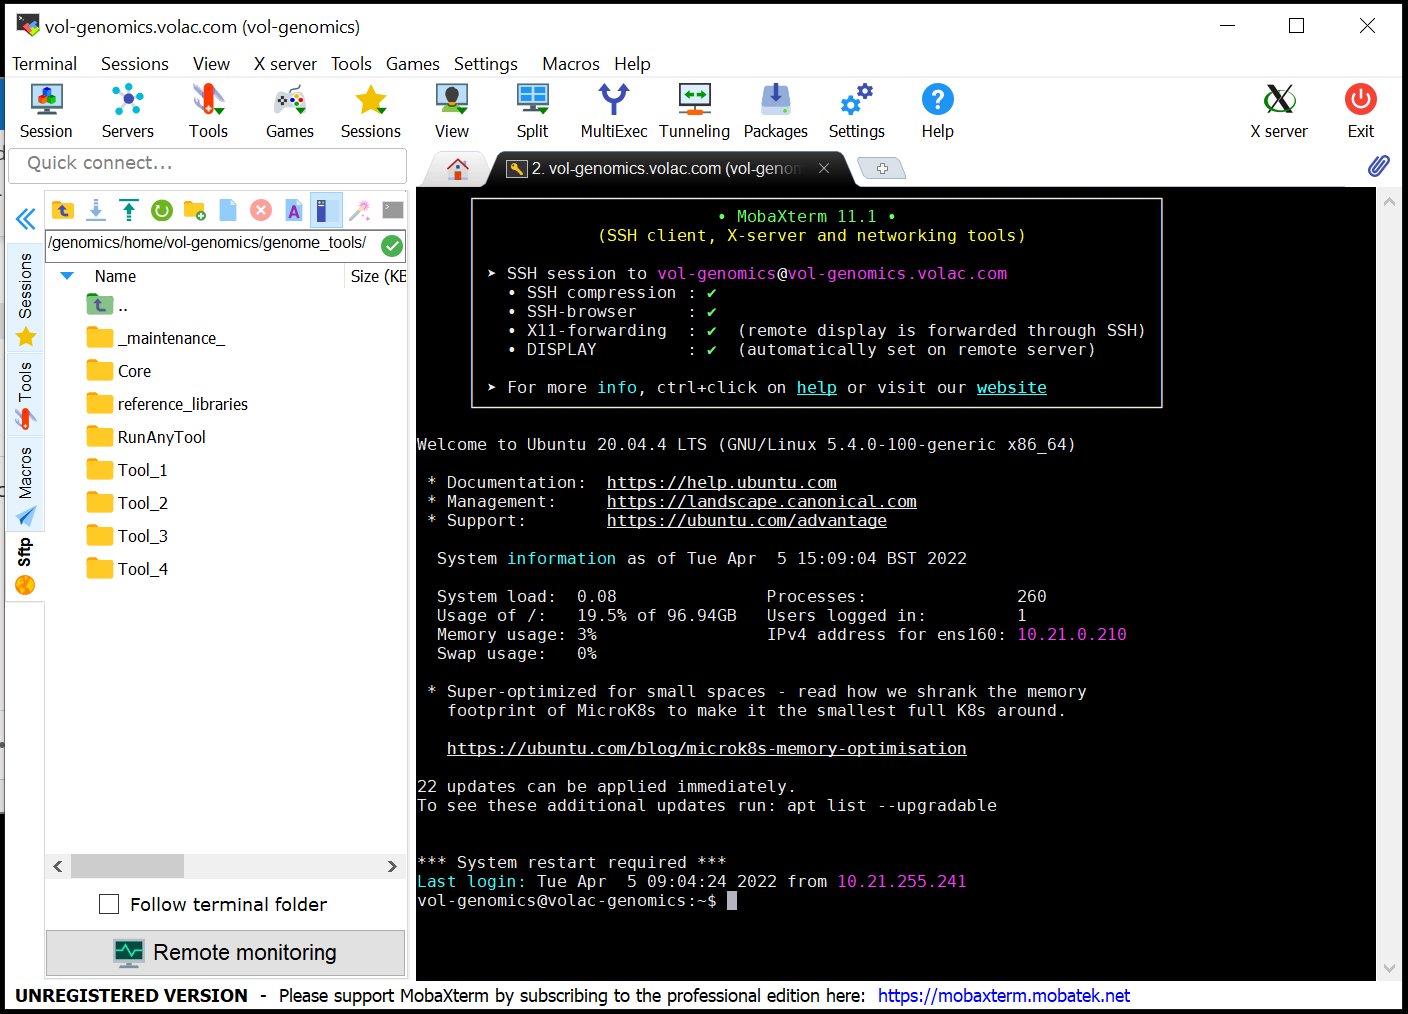 vol-genomics.volac.com (vol-genomics)
Terminal Sessions View X server Tools Games Settings Macros Help
Session Servers Tools Games Sessions View Split MultiExec Tunneling Packages Settings Help X server Exit
Quick connect...
2. vol-genomics.volac.com (vol-genom
/genomics/home/vol-genomics/genome_tools/
Name Size (KB
..
_maintenance_
Core
reference_libraries
RunAnyTool
Tool_1
Tool_2
Tool_3
Tool_4
Sessions
Tools
Macros
Sftp
Follow terminal folder
Remote monitoring
• MobaXterm 11.1 •
(SSH client, X-server and networking tools)
➤ SSH session to vol-genomics@vol-genomics.volac.com
• SSH compression : ✔
• SSH-browser : ✔
• X11-forwarding : ✔ (remote display is forwarded through SSH)
• DISPLAY : ✔ (automatically set on remote server)
➤ For more info, ctrl+click on help or visit our website
Welcome to Ubuntu 20.04.4 LTS (GNU/Linux 5.4.0-100-generic x86_64)
* Documentation: https://help.ubuntu.com
* Management: https://landscape.canonical.com
* Support: https://ubuntu.com/advantage
System information as of Tue Apr 5 15:09:04 BST 2022
System load: 0.08 Processes: 260
Usage of /: 19.5% of 96.94GB Users logged in: 1
Memory usage: 3% IPv4 address for ens160: 10.21.0.210
Swap usage: 0%
* Super-optimized for small spaces - read how we shrank the memory
footprint of MicroK8s to make it the smallest full K8s around.
https://ubuntu.com/blog/microk8s-memory-optimisation
22 updates can be applied immediately.
To see these additional updates run: apt list --upgradable
*** System restart required ***
Last login: Tue Apr 5 09:04:24 2022 from 10.21.255.241
vol-genomics@volac-genomics:~$
UNREGISTERED VERSION - Please support MobaXterm by subscribing to the professional edition here: https://mobaxterm.mobatek.net